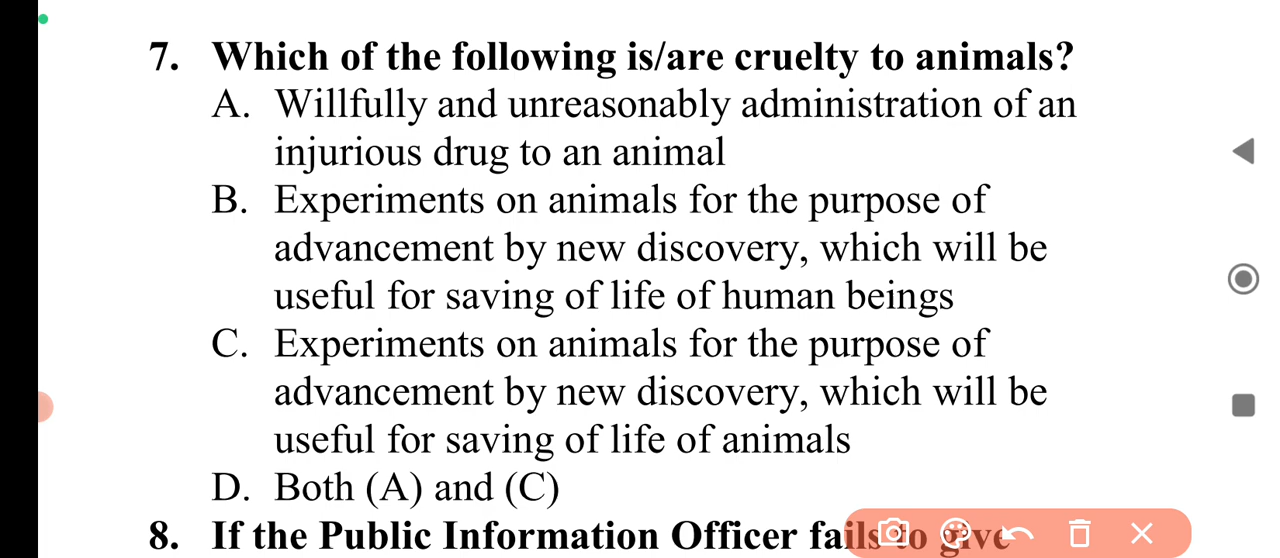 7. Which of the following is/are cruelty to animals?
A. Willfully and unreasonably administration of an
injurious drug to an animal
B. Experiments on animals for the purpose of
advancement by new discovery, which will be
useful for saving of life of human beings
C. Experiments on animals for the purpose of
advancement by new discovery, which will be
useful for saving of life of animals
D. Both (A) and (C)
8. If the Public Information Officer fails to give